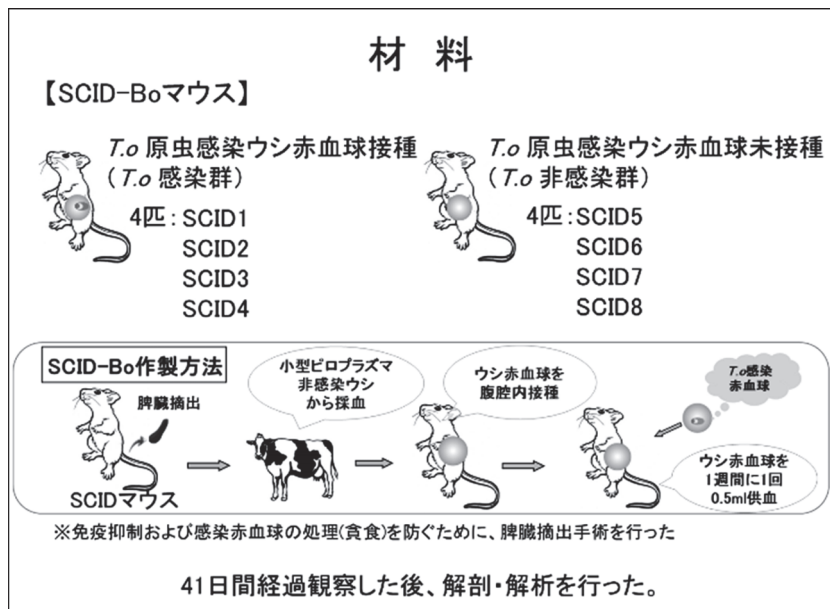 材 料
【SCID-Boマウス】
T.o 原虫感染ウシ赤血球接種
(T.o 感染群)
4匹：SCID1
SCID2
SCID3
SCID4
T.o 原虫感染ウシ赤血球未接種
(T.o 非感染群)
4匹：SCID5
SCID6
SCID7
SCID8
SCID-Bo作製方法
脾臓摘出
SCIDマウス
小型ピロプラズマ
非感染ウシ
から採血
ウシ赤血球を
腹腔内接種
T.o感染
赤血球
ウシ赤血球を
1週間に1回
0.5ml供血
※免疫抑制および感染赤血球の処理(貪食)を防ぐために、脾臓摘出手術を行った
41日間経過観察した後、解剖・解析を行った。